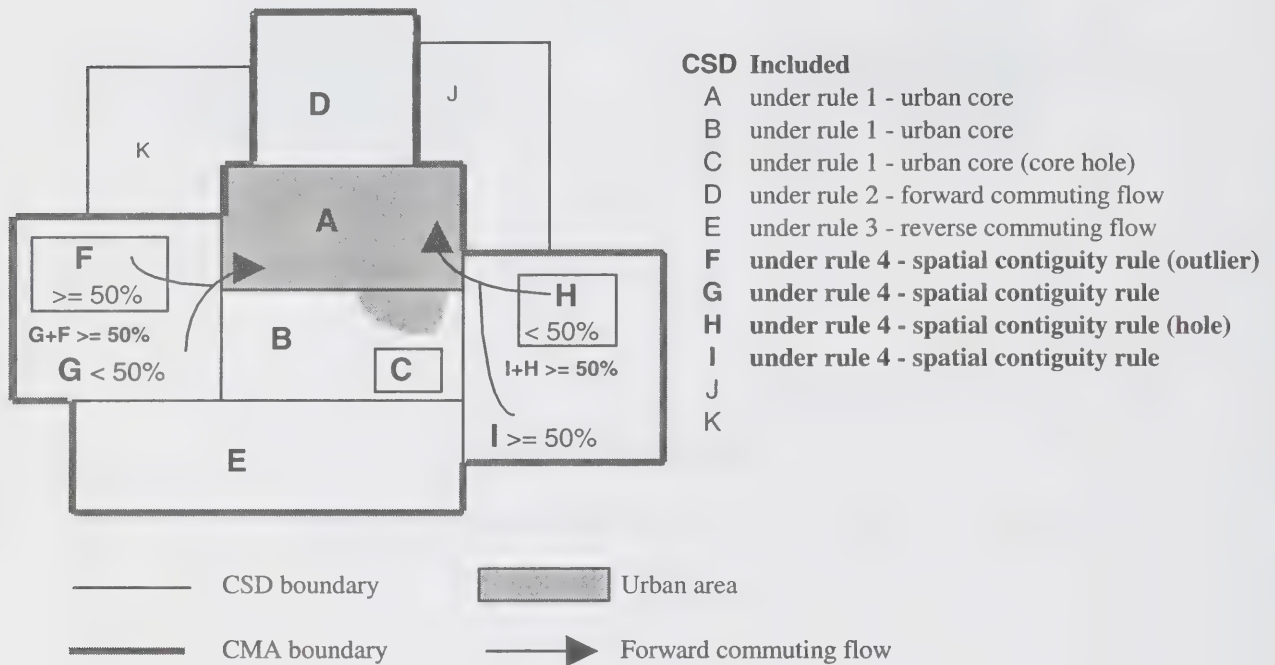 D
J
K
A
F
>= 50%
G+F >= 50%
G < 50%
B
C
H
< 50%
I+H >= 50%
I >= 50%
E
CSD Included
A under rule 1 - urban core
B under rule 1 - urban core
C under rule 1 - urban core (core hole)
D under rule 2 - forward commuting flow
E under rule 3 - reverse commuting flow
F under rule 4 - spatial contiguity rule (outlier)
G under rule 4 - spatial contiguity rule
H under rule 4 - spatial contiguity rule (hole)
I under rule 4 - spatial contiguity rule
J
K
CSD boundary
Urban area
CMA boundary
Forward commuting flow